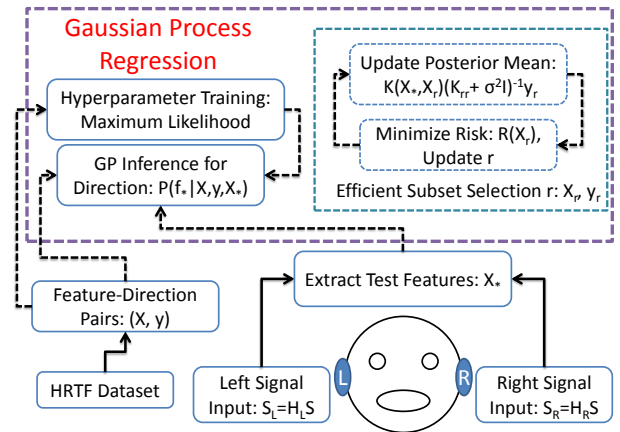 Gaussian Process
Regression
Hyperparameter Training:
Maximum Likelihood
GP Inference for
Direction: P(f*|X,y,X*)
Update Posterior Mean:
K(X*,Xr)(Krr+ σ²I)⁻¹yr
Minimize Risk: R(Xr),
Update r
Efficient Subset Selection r: Xr, yr
Extract Test Features: X*
Feature-Direction
Pairs: (X, y)
HRTF Dataset
Left Signal
Input: SL=HLS
L
R
Right Signal
Input: SR=HRS